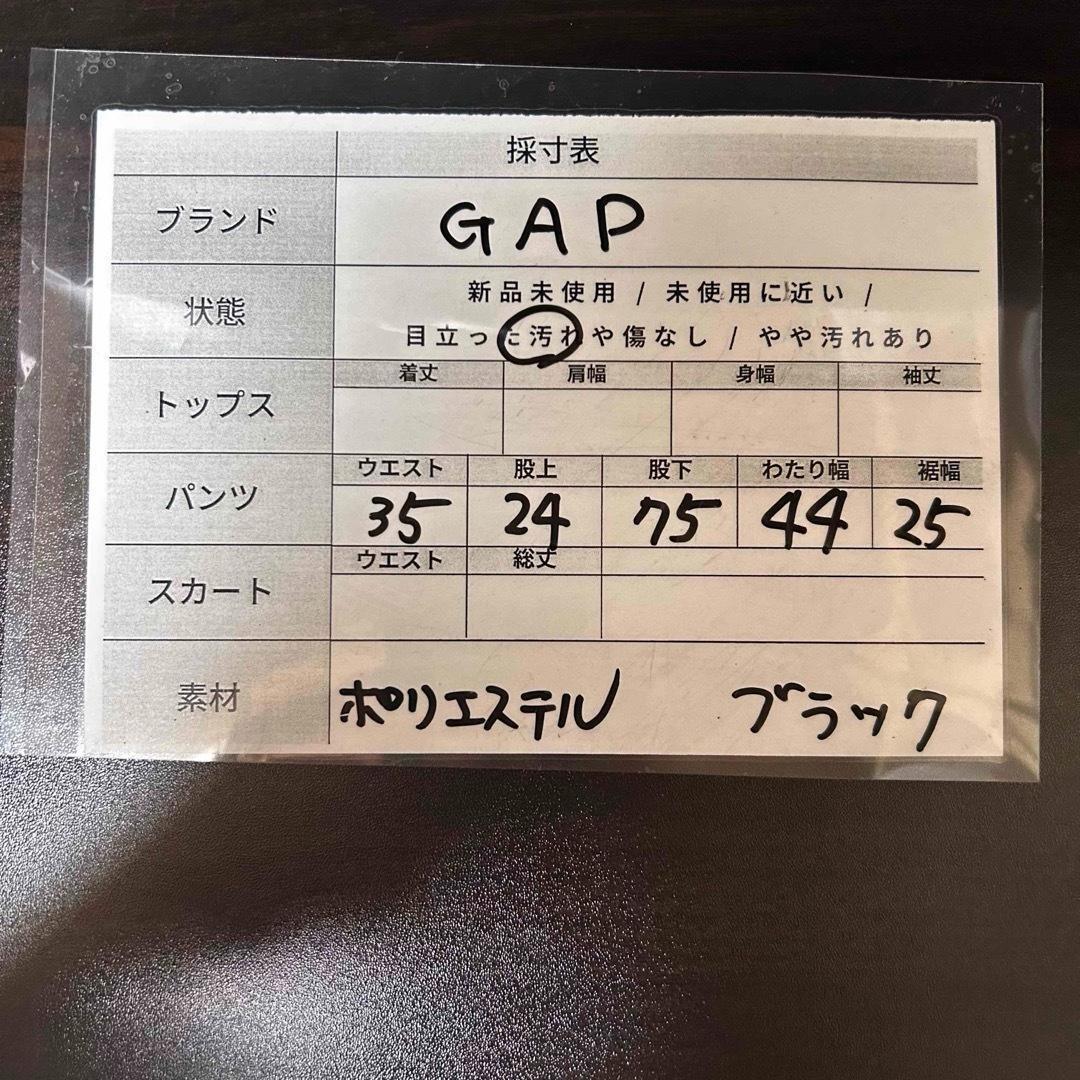 採寸表
ブランド GAP
状態 新品未使用 / 未使用に近い /
目立った汚れや傷なし / やや汚れあり
着丈 肩幅 身幅 袖丈
トップス
ウエスト 股上 股下 わたり幅 裾幅
パンツ 35 24 75 44 25
ウエスト 総丈
スカート
素材 ポリエステル ブラック